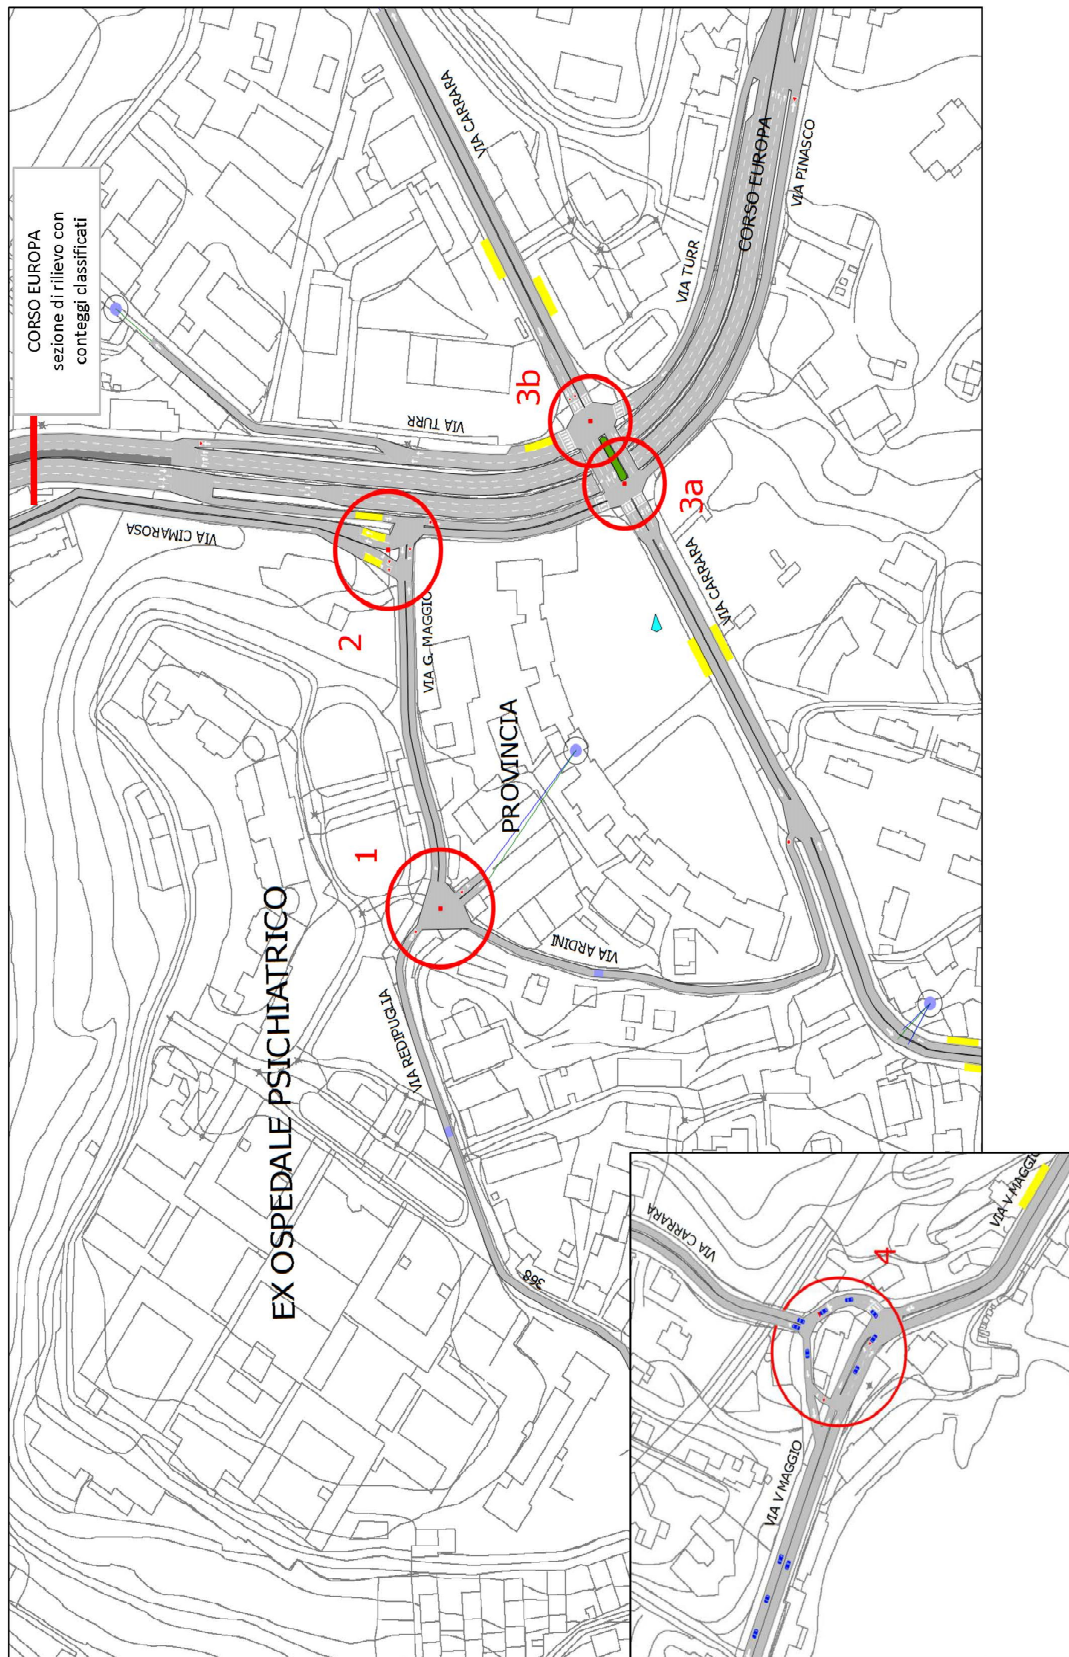 CORSO EUROPA
sezione di rilievo con
conteggi classificati
VIA CARRARA
CORSO EUROPA
VIA PINASCO
VIA TURR
3b
VIA TURR
VIA CIMAROSA
3a
2
VIA G. MAGGIO
VIA CARRARA
PROVINCIA
1
EX OSPEDALE PSICHIATRICO
VIA ARDINI
VIA REDIPUGLIA
368
VIA CARRARA
VIA V MAGGIO
4
VIA V MAGGIO